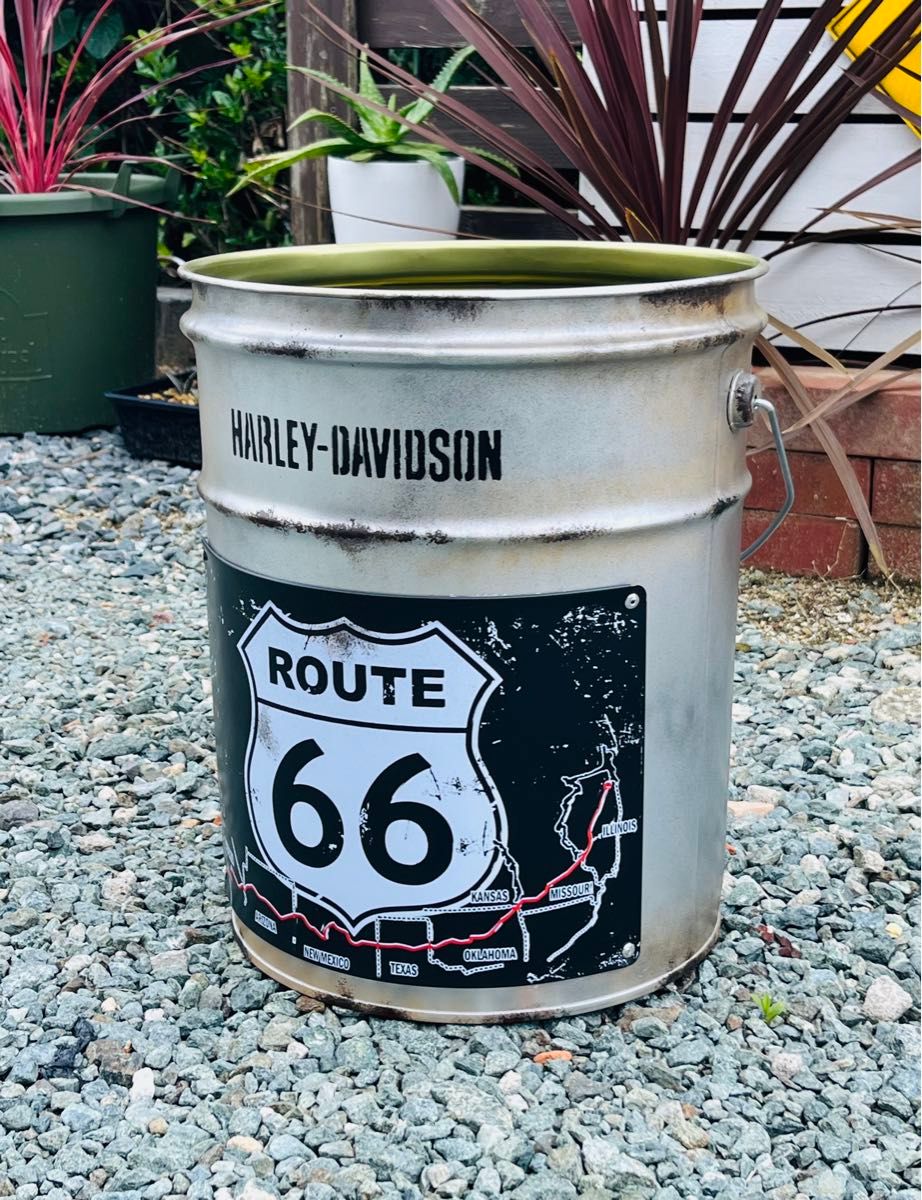 HARLEY-DAVIDSON
ROUTE
66
ILLINOIS
KANSAS
MISSOURI
ARIZONA
NEW MEXICO
TEXAS
OKLAHOMA